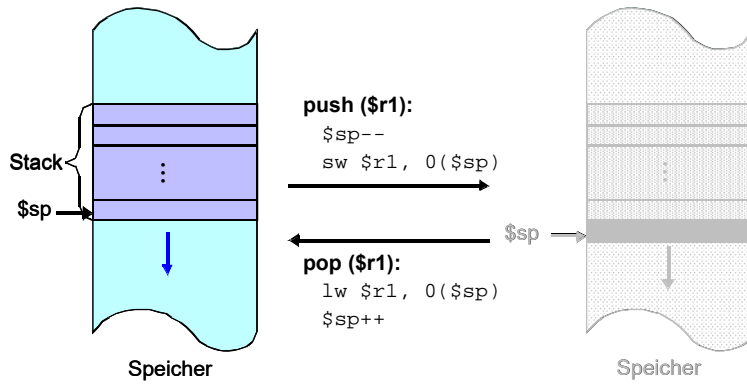 Stack
$sp
Speicher
push ($r1):
$sp--
sw $r1, 0($sp)
pop ($r1):
lw $r1, 0($sp)
$sp++
$sp
Speicher